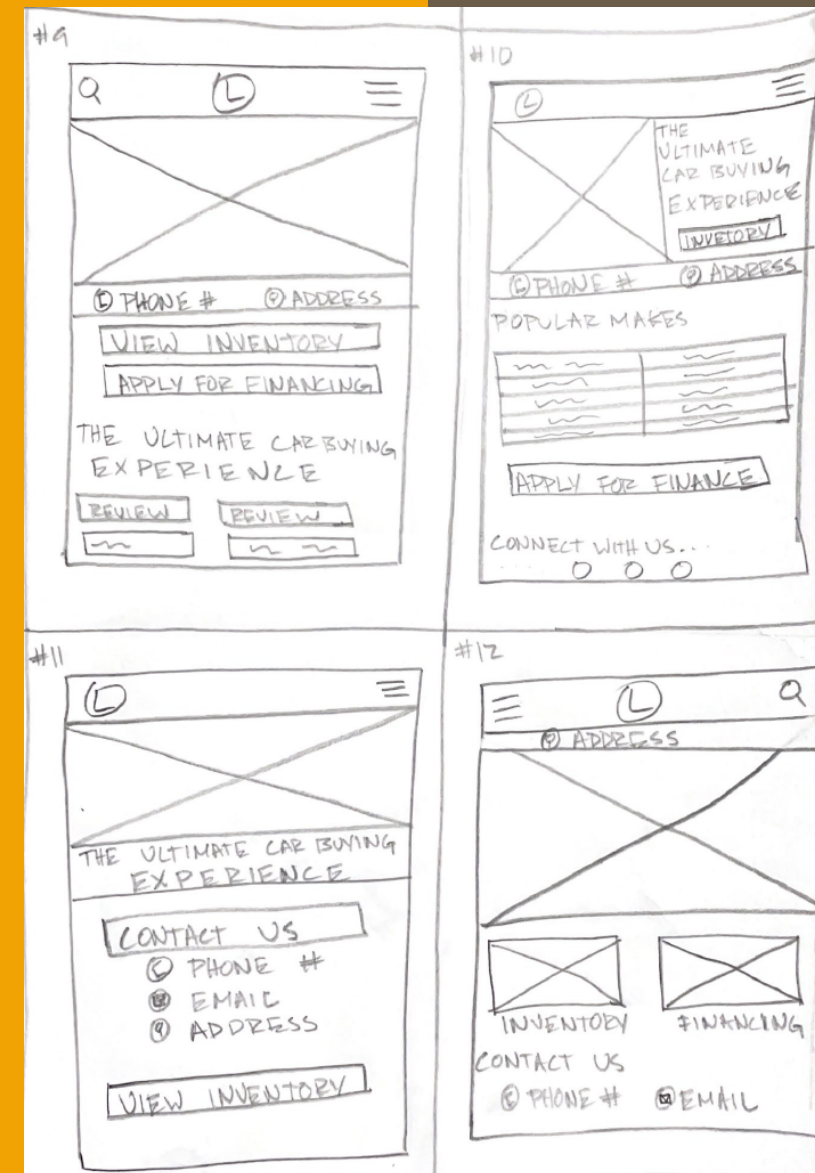 #9
L
PHONE # ADDRESS
VIEW INVENTORY
APPLY FOR FINANCING
THE ULTIMATE CAR BUYING
EXPERIENCE
REVIEW REVIEW
#10
L
THE
ULTIMATE
CAR BUYING
EXPERIENCE
INVETORY
PHONE # ADDRESS
POPULAR MAKES
APPLY FOR FINANCE
CONNECT WITH US...
#11
L
THE ULTIMATE CAR BUYING
EXPERIENCE
CONTACT US
PHONE #
EMAIL
ADDRESS
VIEW INVENTORY
#12
L
ADDRESS
INVENTORY FINANCING
CONTACT US
PHONE # EMAIL